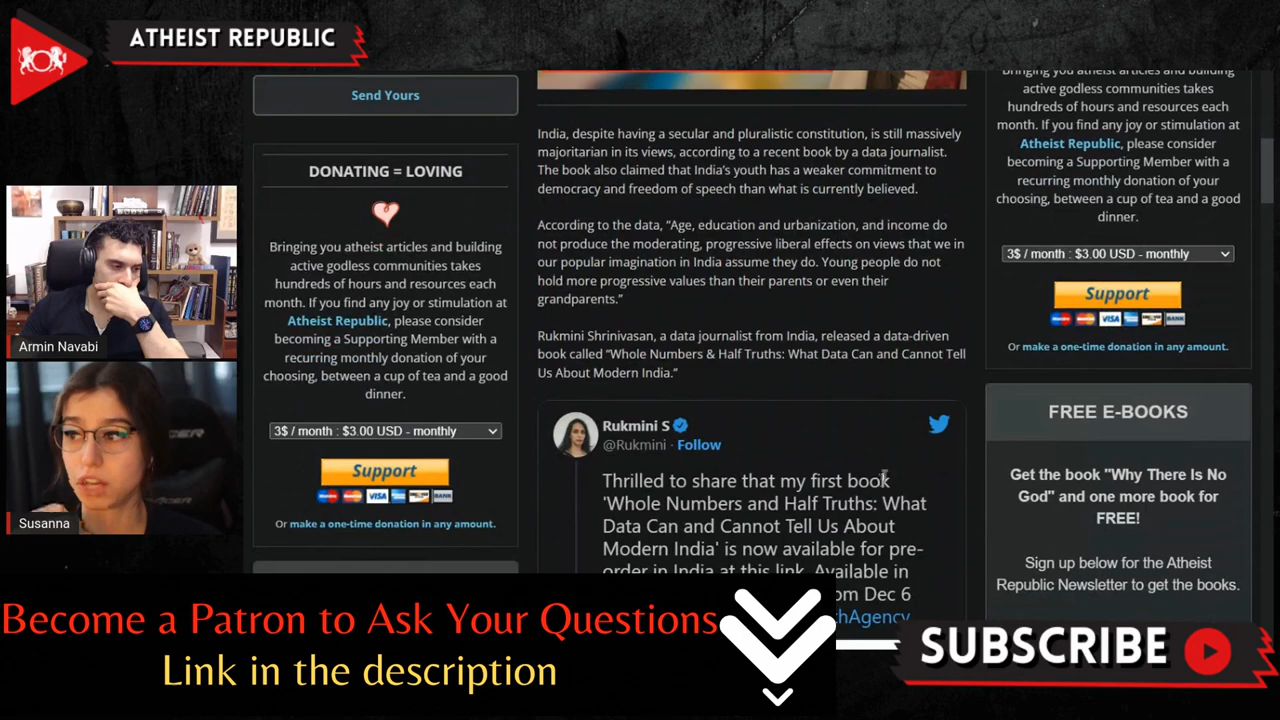 ATHEIST REPUBLIC
Armin Navabi
Susanna
Send Yours
DONATING = LOVING
Bringing you atheist articles and building
active godless communities takes
hundreds of hours and resources each
month. If you find any joy or stimulation at
Atheist Republic, please consider
becoming a Supporting Member with a
recurring monthly donation of your
choosing, between a cup of tea and a good
dinner.
3$ / month : $3.00 USD - monthly
Support
VISA
BANK
Or make a one-time donation in any amount.
India, despite having a secular and pluralistic constitution, is still massively
majoritarian in its views, according to a recent book by a data journalist.
The book also claimed that India's youth has a weaker commitment to
democracy and freedom of speech than what is currently believed.
According to the data, “Age, education and urbanization, and income do
not produce the moderating, progressive liberal effects on views that we in
our popular imagination in India assume they do. Young people do not
hold more progressive values than their parents or even their
grandparents.”
Rukmini Shrinivasan, a data journalist from India, released a data-driven
book called “Whole Numbers & Half Truths: What Data Can and Cannot Tell
Us About Modern India.”
Rukmini S
@Rukmini · Follow
Thrilled to share that my first book
'Whole Numbers and Half Truths: What
Data Can and Cannot Tell Us About
Modern India' is now available for pre-
order in India at this link. Available in
om Dec 6
chAgency
Bringing you atheist articles and building
active godless communities takes
hundreds of hours and resources each
month. If you find any joy or stimulation at
Atheist Republic, please consider
becoming a Supporting Member with a
recurring monthly donation of your
choosing, between a cup of tea and a good
dinner.
3$ / month : $3.00 USD - monthly
Support
VISA
BANK
Or make a one-time donation in any amount.
FREE E-BOOKS
Get the book "Why There Is No
God" and one more book for
FREE!
Sign up below for the Atheist
Republic Newsletter to get the books.
Become a Patron to Ask Your Questions
Link in the description
SUBSCRIBE